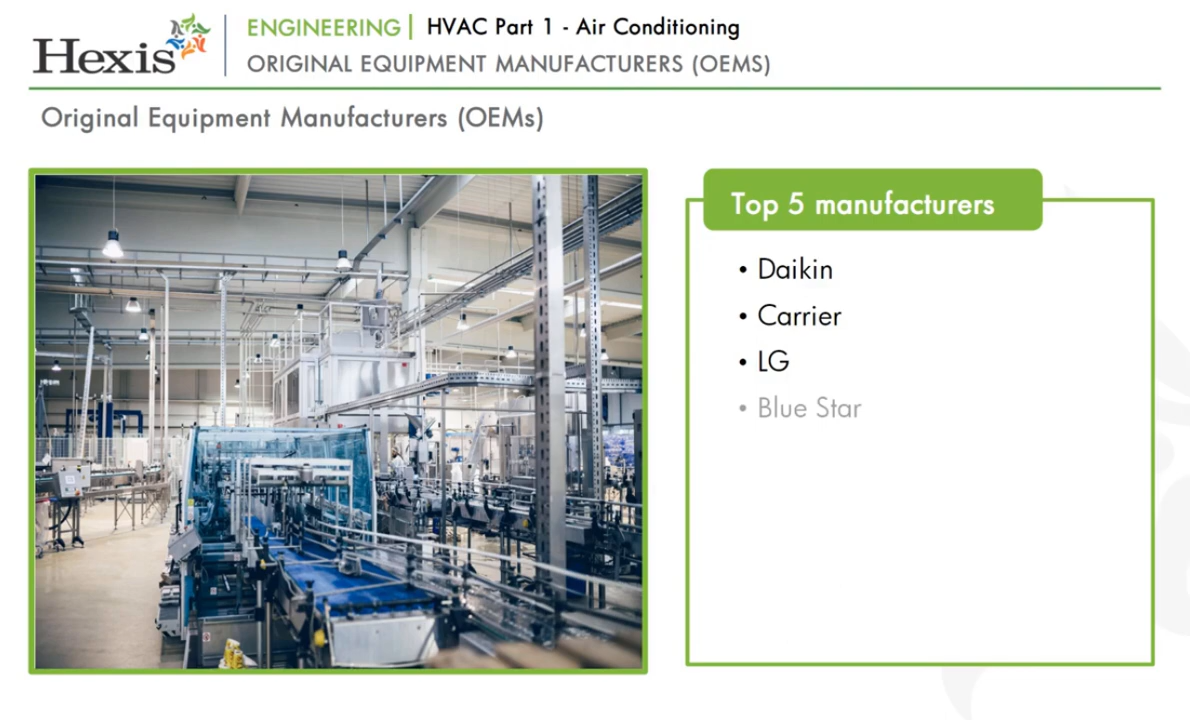 Hexis
ENGINEERING | HVAC Part 1 - Air Conditioning
ORIGINAL EQUIPMENT MANUFACTURERS (OEMS)
Original Equipment Manufacturers (OEMs)
Top 5 manufacturers
• Daikin
• Carrier
• LG
• Blue Star